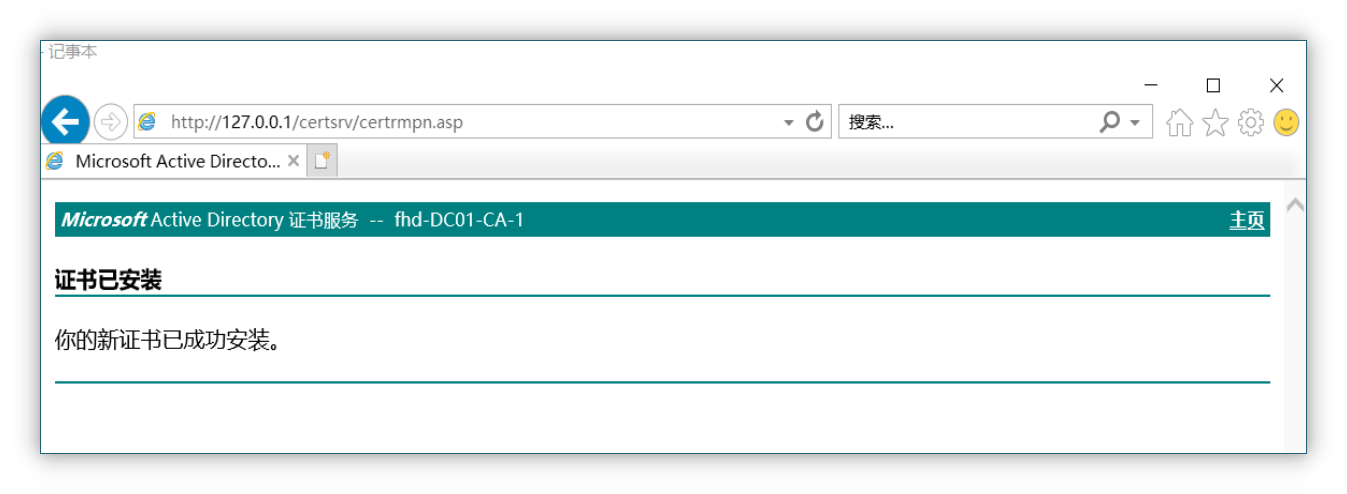 - 记事本
http://127.0.0.1/certsrv/certrmpn.asp
搜索...
Microsoft Active Directo...
Microsoft Active Directory 证书服务 -- fhd-DC01-CA-1
主页
证书已安装
你的新证书已成功安装。